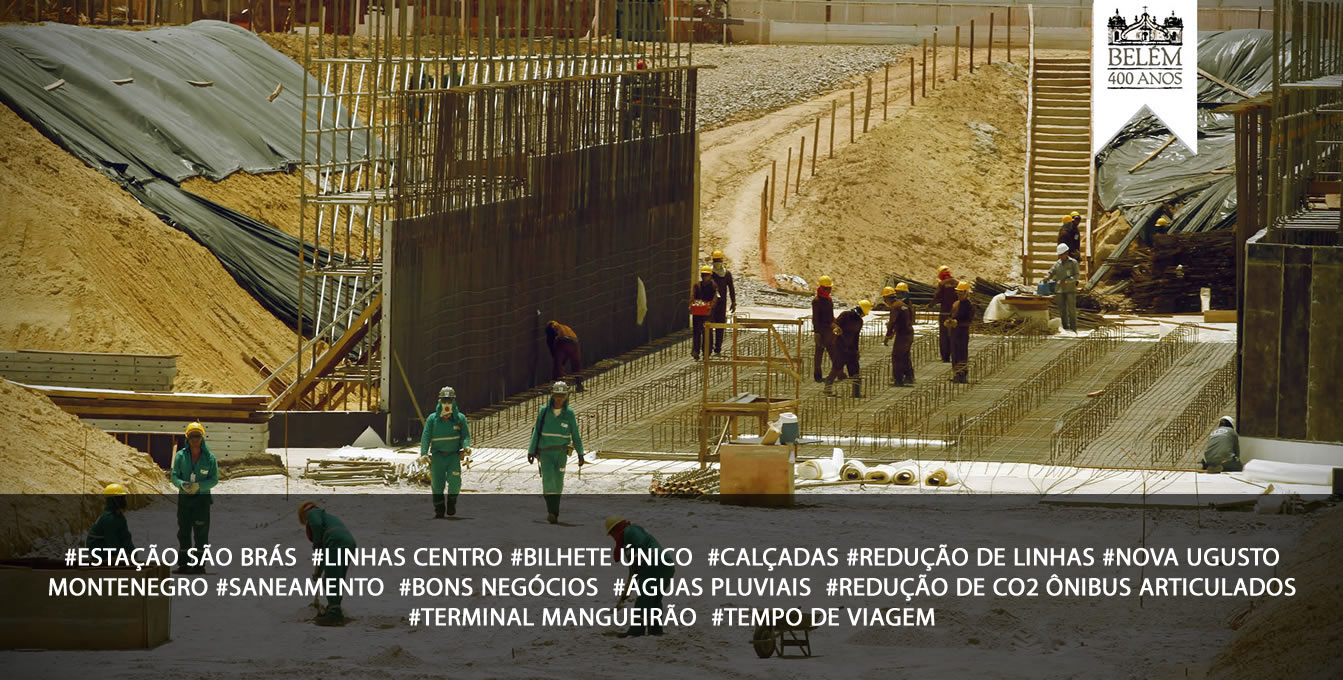 BELÉM
400 ANOS
#ESTAÇÃO SÃO BRÁS #LINHAS CENTRO #BILHETE ÚNICO #CALÇADAS #REDUÇÃO DE LINHAS #NOVA UGUSTO
MONTENEGRO #SANEAMENTO #BONS NEGÓCIOS #ÁGUAS PLUVIAIS #REDUÇÃO DE CO2 ÔNIBUS ARTICULADOS
#TERMINAL MANGUEIRÃO #TEMPO DE VIAGEM